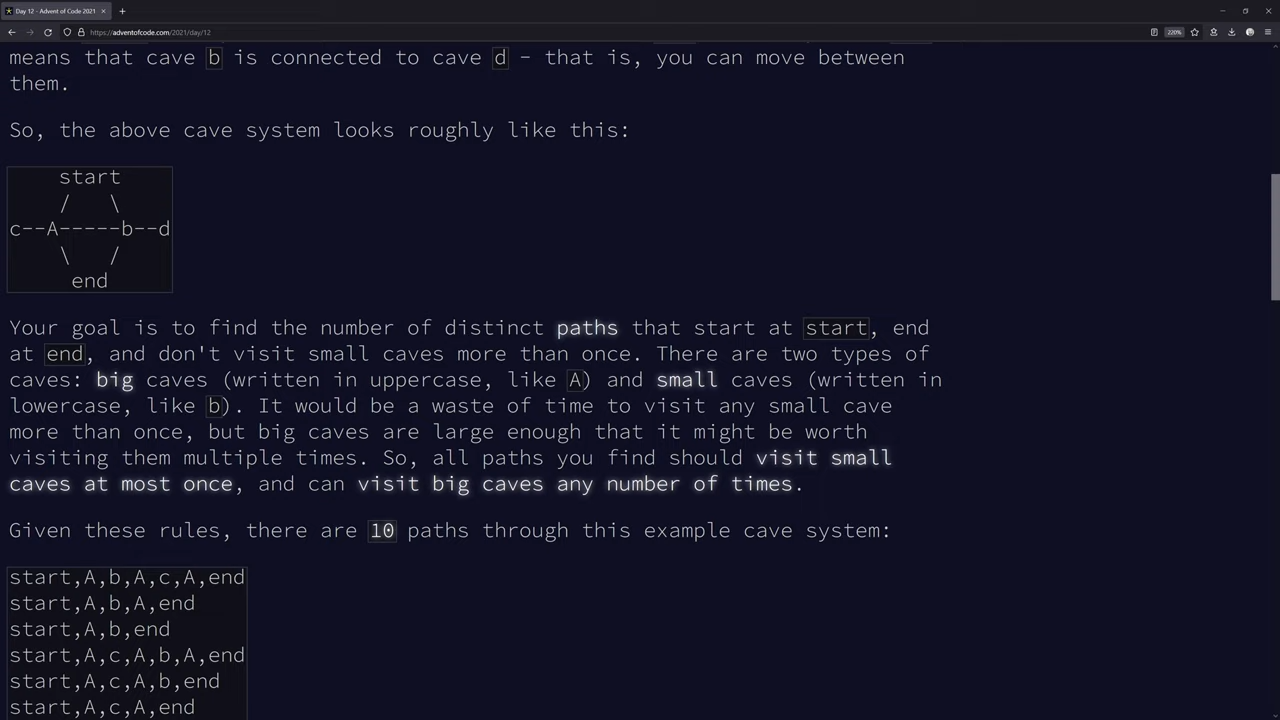 Day 12 - Advent of Code 2021
https://adventofcode.com/2021/day/12
220%
means that cave b is connected to cave d - that is, you can move between
them.
So, the above cave system looks roughly like this:
start
/ \
c--A-----b--d
\ /
end
Your goal is to find the number of distinct paths that start at start, end
at end, and don't visit small caves more than once. There are two types of
caves: big caves (written in uppercase, like A) and small caves (written in
lowercase, like b). It would be a waste of time to visit any small cave
more than once, but big caves are large enough that it might be worth
visiting them multiple times. So, all paths you find should visit small
caves at most once, and can visit big caves any number of times.
Given these rules, there are 10 paths through this example cave system:
start,A,b,A,c,A,end
start,A,b,A,end
start,A,b,end
start,A,c,A,b,A,end
start,A,c,A,b,end
start,A,c,A,end